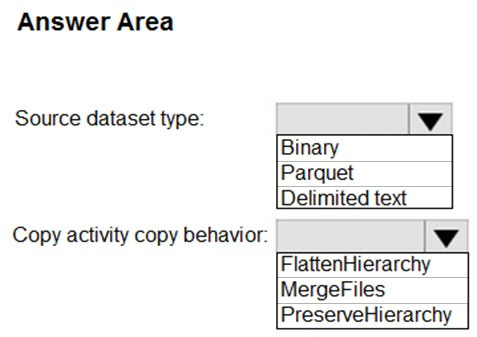 Answer Area
Source dataset type:
Binary
Parquet
Delimited text
Copy activity copy behavior:
FlattenHierarchy
MergeFiles
PreserveHierarchy